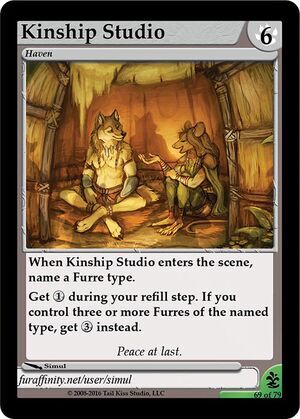 Kinship Studio
6
Haven
When Kinship Studio enters the scene,
name a Furre type.
Get ① during your refill step. If you
control three or more Furres of the named
type, get ③ instead.
Peace at last.
Simul
furaffinity.net/user/simul
© 2008-2016 Tail Kiss Studio, LLC
69 of 79